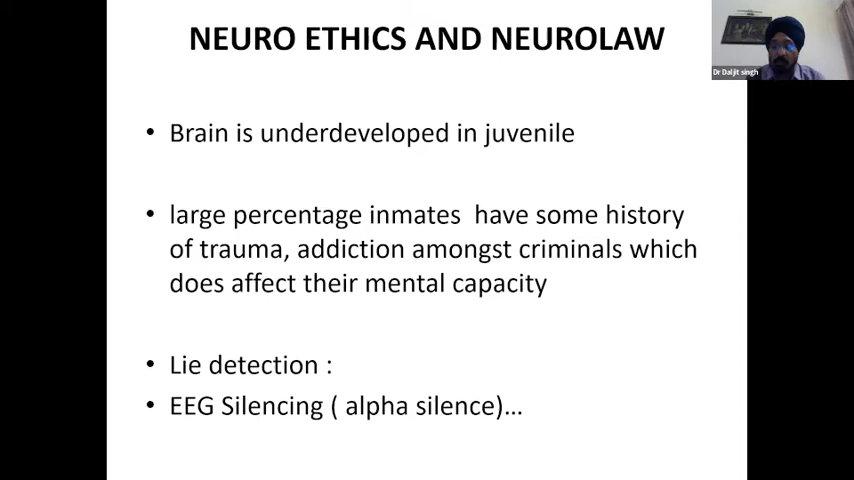 NEURO ETHICS AND NEUROLAW
Dr Daljit singh
• Brain is underdeveloped in juvenile
• large percentage inmates have some history
of trauma, addiction amongst criminals which
does affect their mental capacity
• Lie detection :
• EEG Silencing ( alpha silence)...